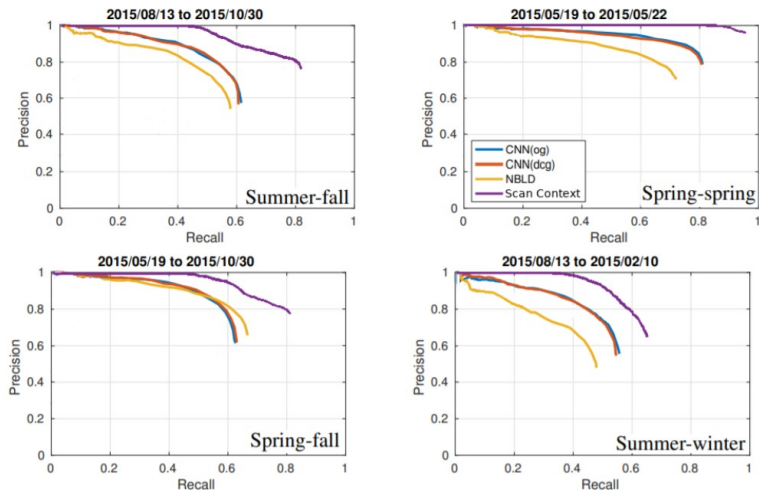 2015/08/13 to 2015/10/30
Precision
1
0.8
0.6
0.4
0.2
0
0 0.2 0.4 0.6 0.8 1
Recall
Summer-fall
2015/05/19 to 2015/05/22
Precision
1
0.8
0.6
0.4
0.2
0
CNN(og)
CNN(dcg)
NBLD
Scan Context
Spring-spring
0 0.2 0.4 0.6 0.8 1
Recall
2015/05/19 to 2015/10/30
Precision
1
0.8
0.6
0.4
0.2
0
Spring-fall
0 0.2 0.4 0.6 0.8 1
Recall
2015/08/13 to 2015/02/10
Precision
1
0.8
0.6
0.4
0.2
0
Summer-winter
0 0.2 0.4 0.6 0.8 1
Recall